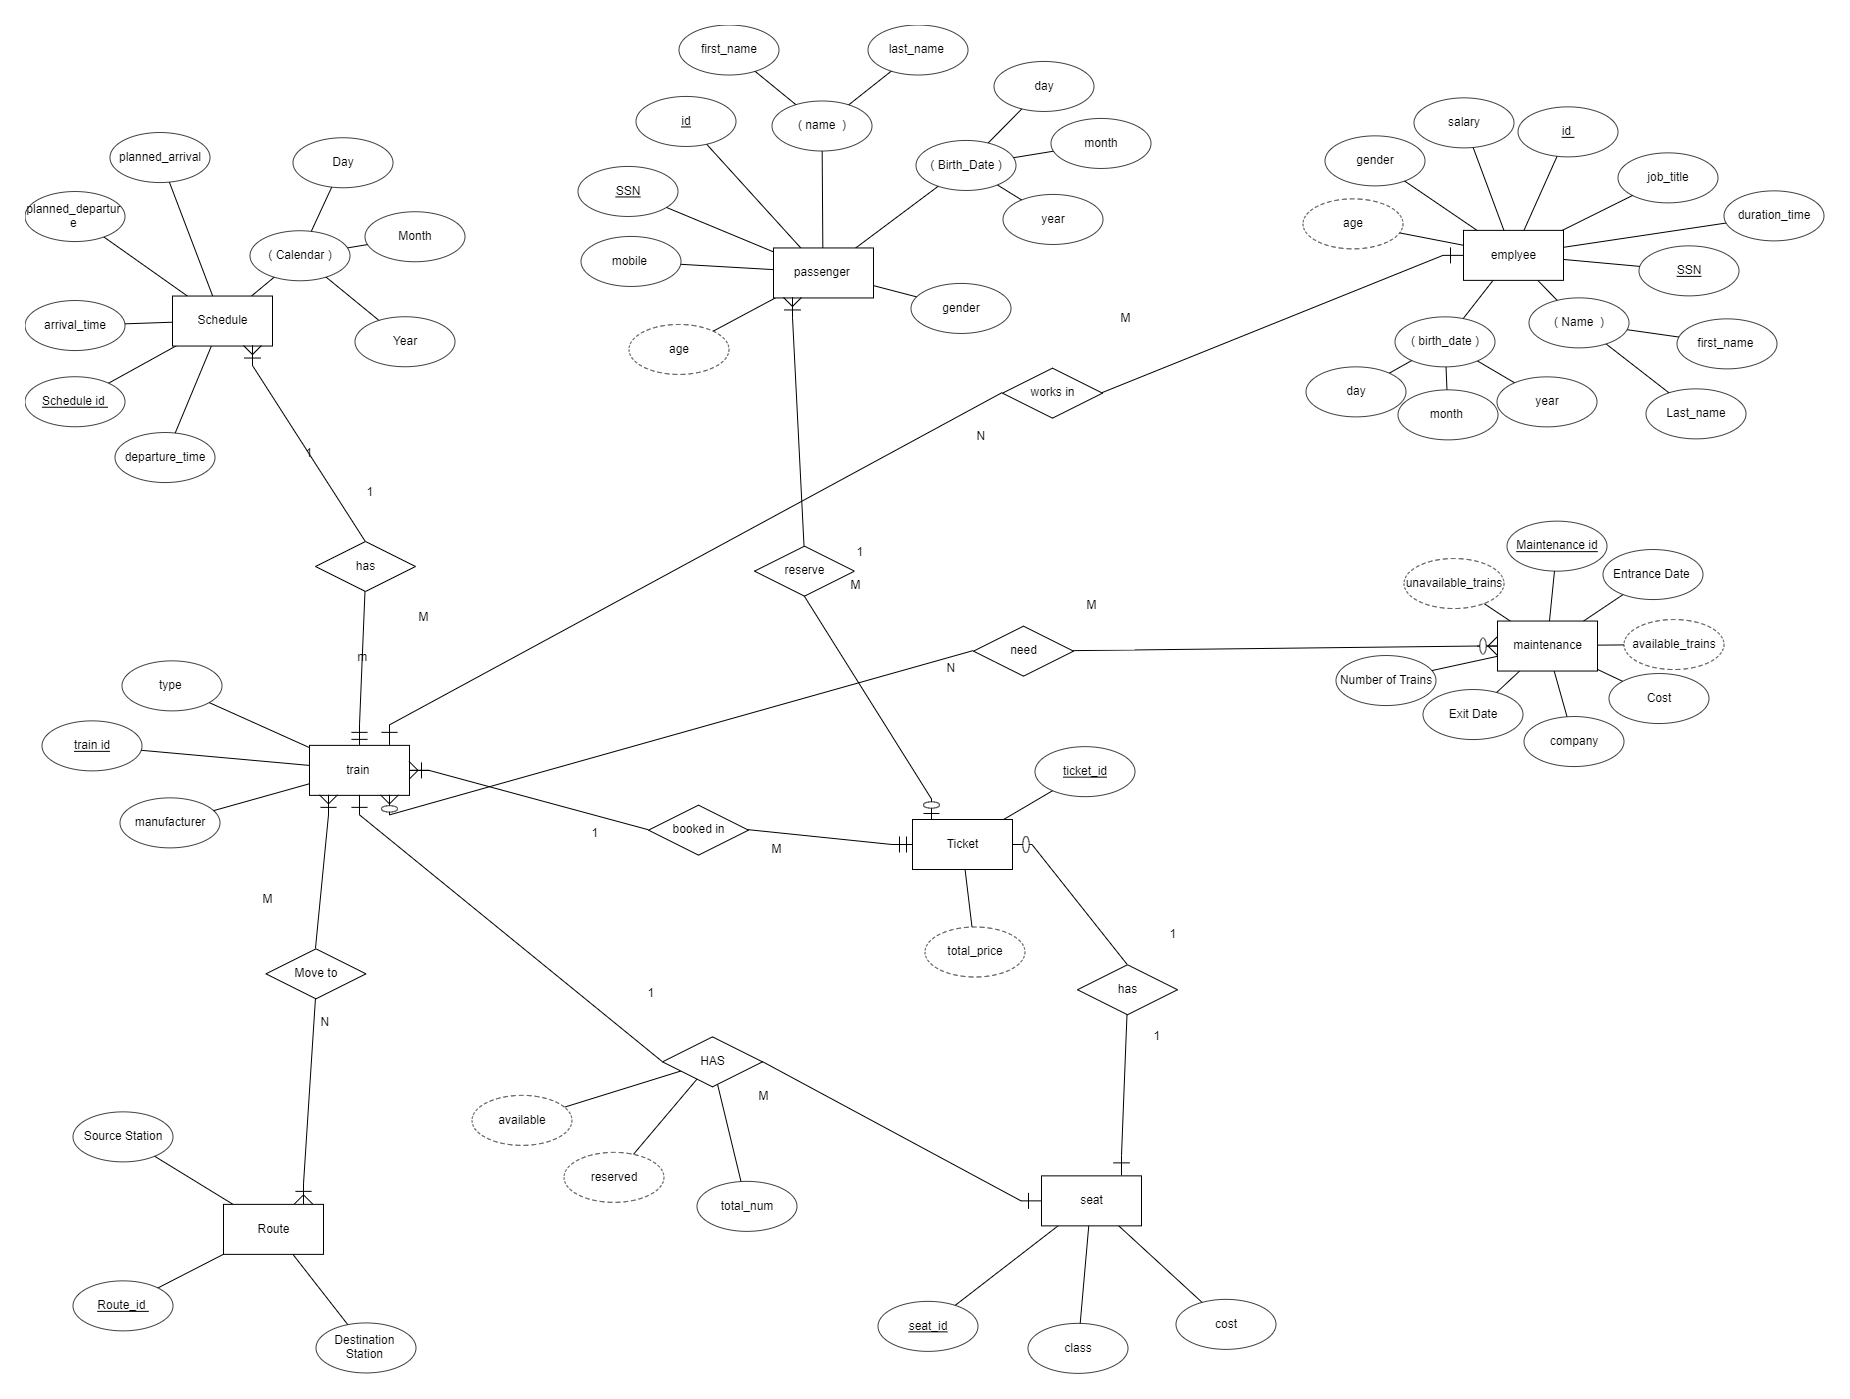 first_name
last_name
day
id
( name  )
month
( Birth_Date )
SSN
year
mobile
passenger
gender
age
planned_arrival
Day
planned_departur
e
Month
( Calendar )
arrival_time
Schedule
Year
Schedule id
departure_time
salary
id
gender
job_title
age
duration_time
emplyee
SSN
( Name  )
( birth_date )
first_name
day
month
year
Last_name
M
works in
N
1
1
has
M
m
reserve
1
M
M
need
N
Maintenance id
unavailable_trains
Entrance Date
maintenance
available_trains
Number of Trains
Cost
Exit Date
company
type
train id
train
manufacturer
booked in
1
M
ticket_id
Ticket
total_price
M
Move to
N
1
has
1
1
HAS
M
available
reserved
total_num
Source Station
Route
Route_id
Destination
Station
seat
seat_id
class
cost